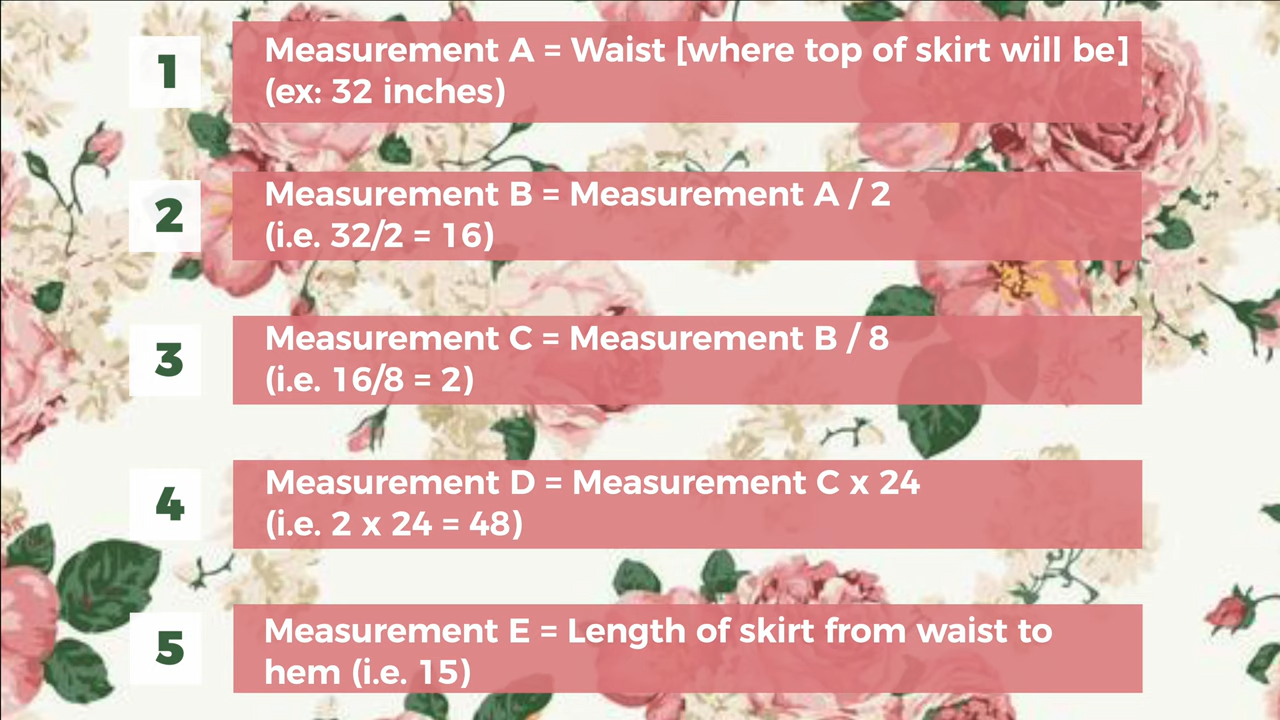 1
Measurement A = Waist [where top of skirt will be]
(ex: 32 inches)
2
Measurement B = Measurement A / 2
(i.e. 32/2 = 16)
3
Measurement C = Measurement B / 8
(i.e. 16/8 = 2)
4
Measurement D = Measurement C x 24
(i.e. 2 x 24 = 48)
5
Measurement E = Length of skirt from waist to
hem (i.e. 15)